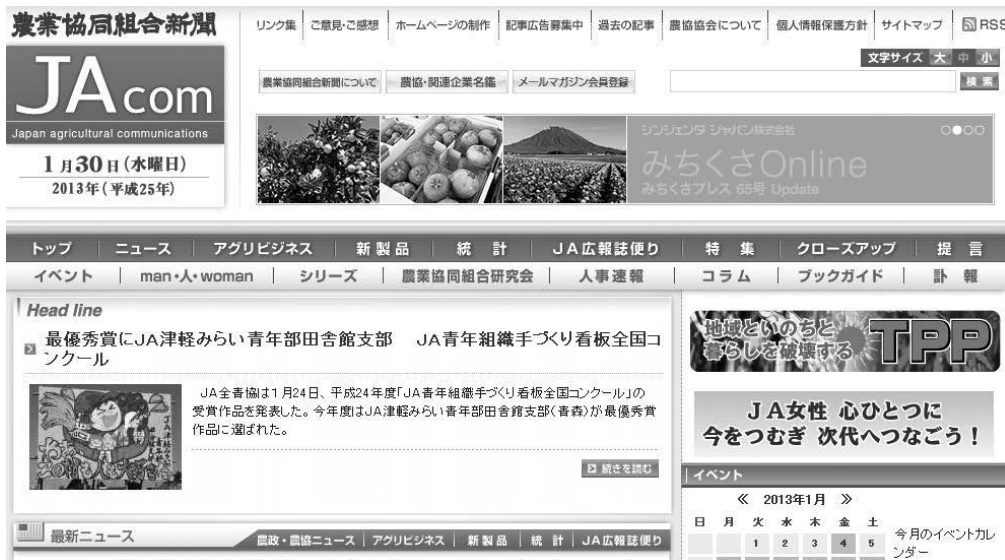 農業協同組合新聞
リンク集 ご意見・ご感想 ホームページの制作 記事広告募集中 過去の記事 農協協会について 個人情報保護方針 サイトマップ RSS
文字サイズ 大 中 小
JAcom
Japan agricultural communications
農業協同組合新聞について 農協・関連企業名鑑 メールマガジン会員登録
検索
1月30日(水曜日)
2013年(平成25年)
シンジェンタ ジャパン株式会社
みちくさOnline
みちくさプレス 65号 Update
トップ ニュース アグリビジネス 新製品 統計 JA広報誌便り 特集 クローズアップ 提言
イベント man・人・woman シリーズ 農業協同組合研究会 人事速報 コラム ブックガイド 訃報
Head line
最優秀賞にJA津軽みらい青年部田舎館支部 JA青年組織手づくり看板全国コ
ンクール
JA全青協は1月24日、平成24年度「JA青年組織手づくり看板全国コンクール」の
受賞作品を発表した。今年度はJA津軽みらい青年部田舎館支部(青森)が最優秀賞
作品に選ばれた。
続きを読む
地域といのちと
暮らしを破壊する TPP
JA女性 心ひとつに
今をつむぎ 次代へつなごう!
イベント
≪ 2013年1月 ≫
日 月 火 水 木 金 土
1 2 3 4 5
今月のイベントカレ
ンダー
最新ニュース
農政・農協ニュース アグリビジネス 新製品 統計 JA広報誌便り